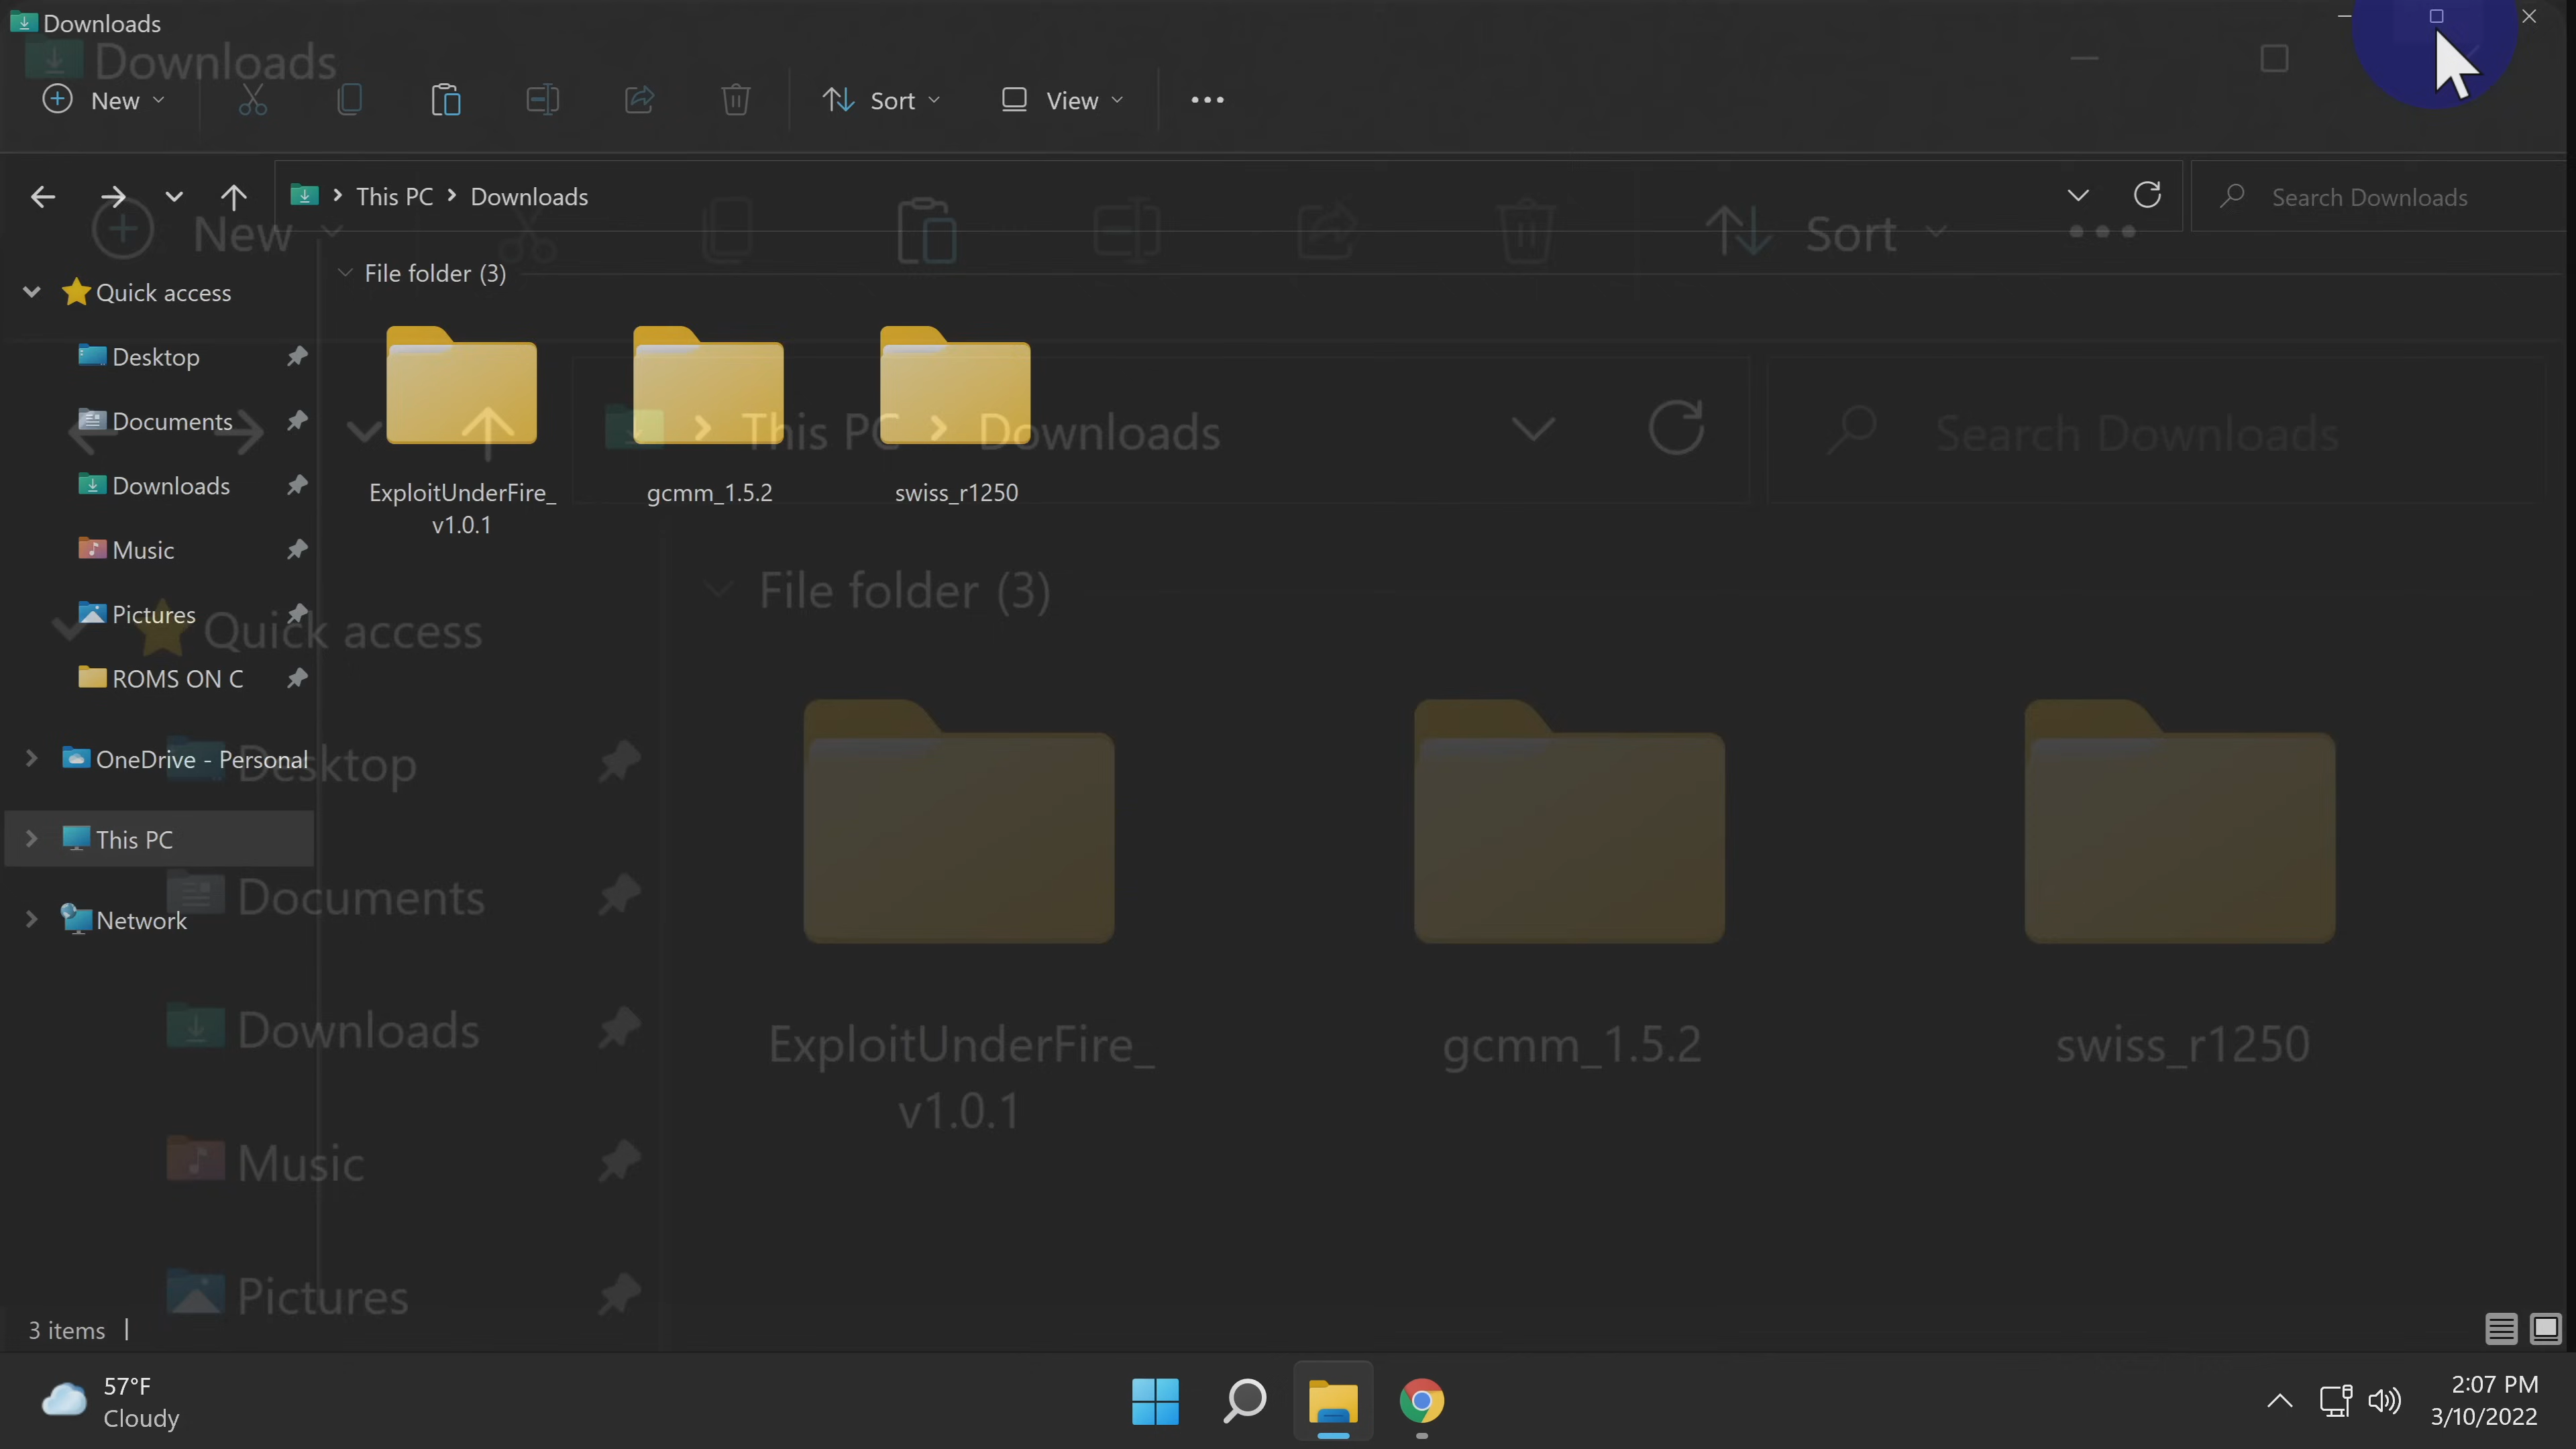 Downloads
Downloads
New
Sort
View
This PC
Downloads
Search Downloads
New
Sort
File folder (3)
Quick access
Desktop
Documents
Downloads
Music
Pictures
ROMS ON C
OneDrive - Personal
This PC
Network
ExploitUnderFire_
v1.0.1
gcmm_1.5.2
swiss_r1250
This PC
Downloads
Search Downloads
File folder (3)
Quick access
Desktop
Documents
Downloads
Music
Pictures
ExploitUnderFire_
v1.0.1
gcmm_1.5.2
swiss_r1250
3 items
57°F
Cloudy
2:07 PM
3/10/2022